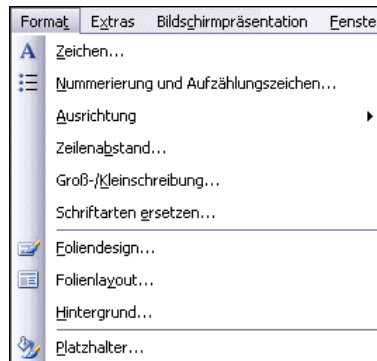 Format Extras Bildschirmpräsentation Fenste
Zeichen...
Nummerierung und Aufzählungszeichen...
Ausrichtung
Zeilenabstand...
Groß-/Kleinschreibung...
Schriftarten ersetzen...
Foliendesign...
Folienlayout...
Hintergrund...
Platzhalter...